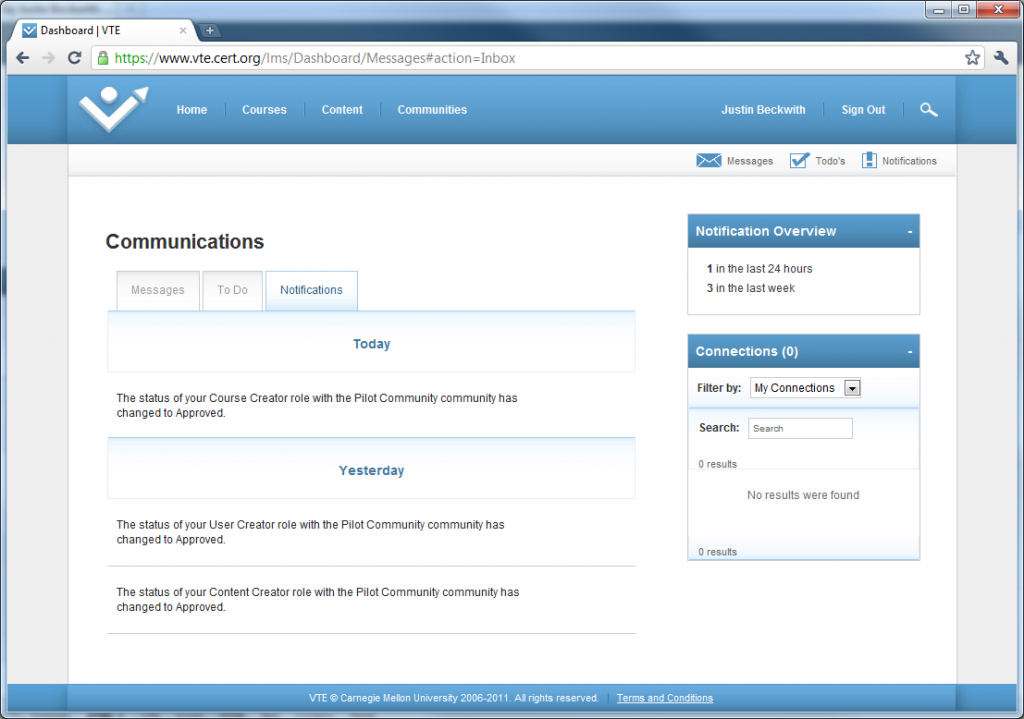 Dashboard | VTE
https://www.vte.cert.org/lms/Dashboard/Messages#action=Inbox
Home
Courses
Content
Communities
Justin Beckwith
Sign Out
Messages
Todo's
Notifications
Communications
Messages
To Do
Notifications
Today
The status of your Course Creator role with the Pilot Community community has
changed to Approved.
Yesterday
The status of your User Creator role with the Pilot Community community has
changed to Approved.
The status of your Content Creator role with the Pilot Community community has
changed to Approved.
Notification Overview -
1 in the last 24 hours
3 in the last week
Connections (0) -
Filter by: My Connections
Search: Search
0 results
No results were found
0 results
VTE © Carnegie Mellon University 2006-2011. All rights reserved. | Terms and Conditions